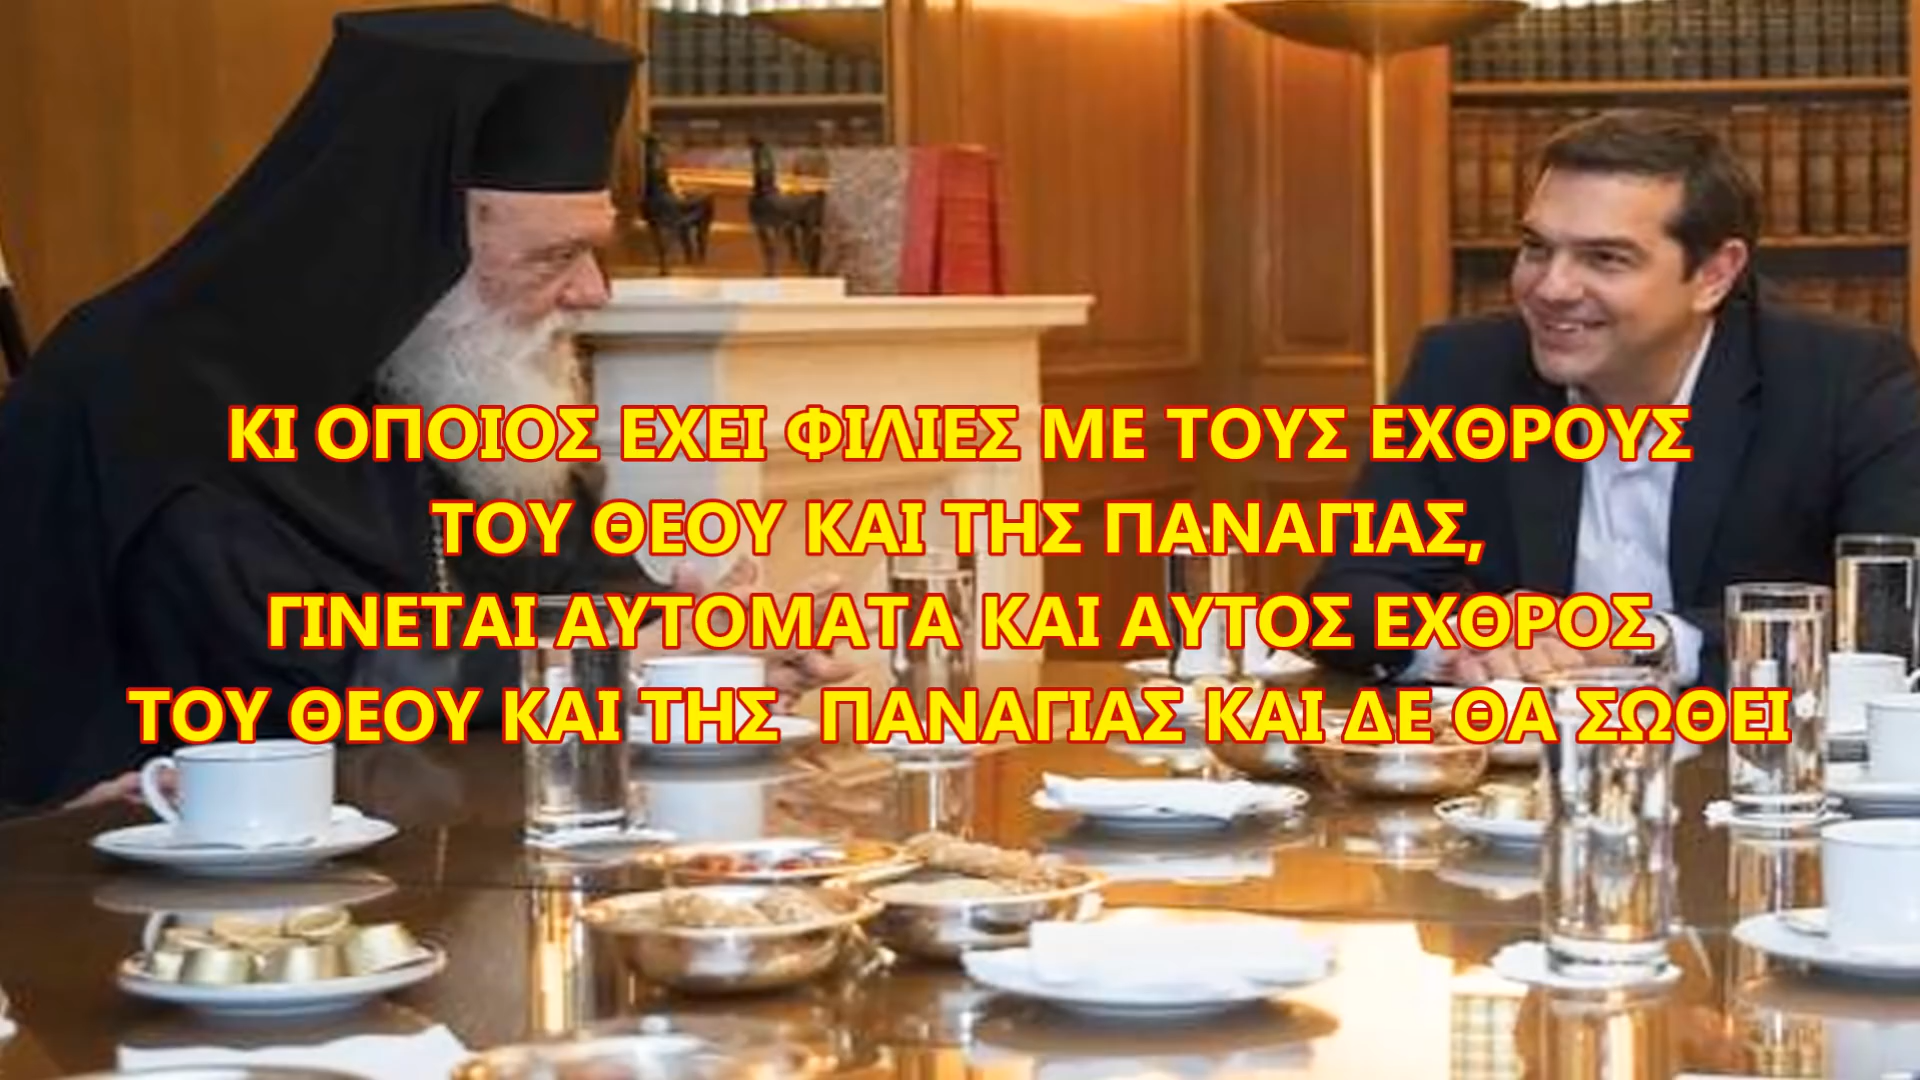 ΚΙ ΟΠΟΙΟΣ ΕΧΕΙ ΦΙΛΙΕΣ ΜΕ ΤΟΥΣ ΕΧΘΡΟΥΣ
ΤΟΥ ΘΕΟΥ ΚΑΙ ΤΗΣ ΠΑΝΑΓΙΑΣ,
ΓΙΝΕΤΑΙ ΑΥΤΟΜΑΤΑ ΚΑΙ ΑΥΤΟΣ ΕΧΘΡΟΣ
ΤΟΥ ΘΕΟΥ ΚΑΙ ΤΗΣ ΠΑΝΑΓΙΑΣ ΚΑΙ ΔΕ ΘΑ ΣΩΘΕΙ